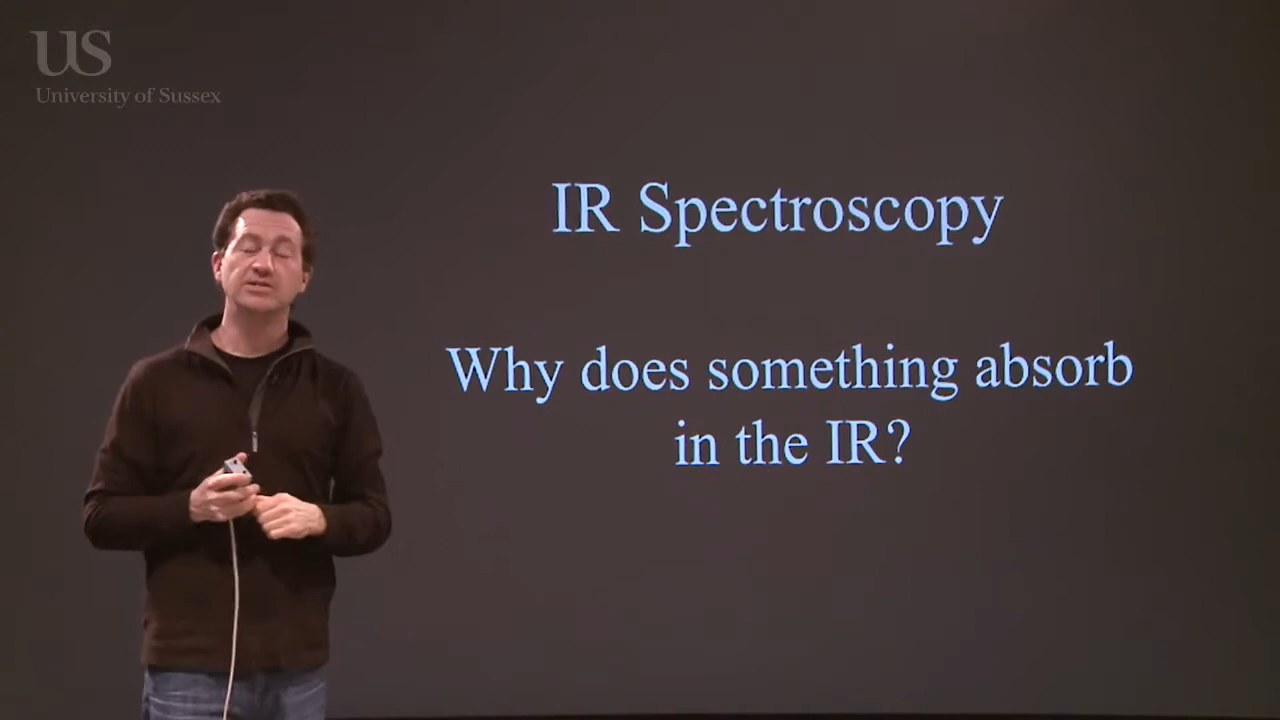 US
University of Sussex
IR Spectroscopy
Why does something absorb
in the IR?